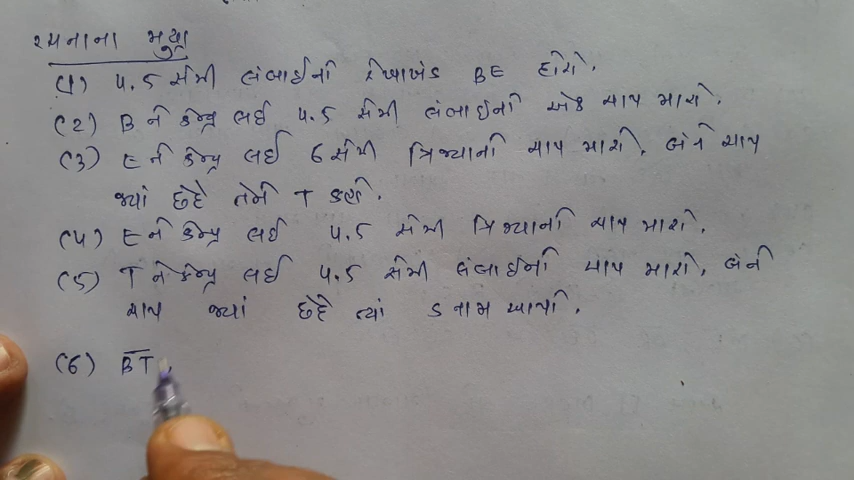 રચનાના મુદ્દા
(1) 4.5 સેમી લંબાઈનો રેખાખંડ BE દોરો.
(2) B ને કેન્દ્ર લઈ 4.5 સેમી લંબાઈની એક ચાપ મારો.
(3) E ને કેન્દ્ર લઈ 6 સેમી ત્રિજ્યાની ચાપ મારો. બંને ચાપ
જ્યાં છેદે તેને T કહો.
(4) E ને કેન્દ્ર લઈ 4.5 સેમી ત્રિજ્યાની ચાપ મારો.
(5) T ને કેન્દ્ર લઈ 4.5 સેમી લંબાઈની ચાપ મારો. બંને
ચાપ જ્યાં છેદે ત્યાં S નામ આપો.
(6) B̅T̅,